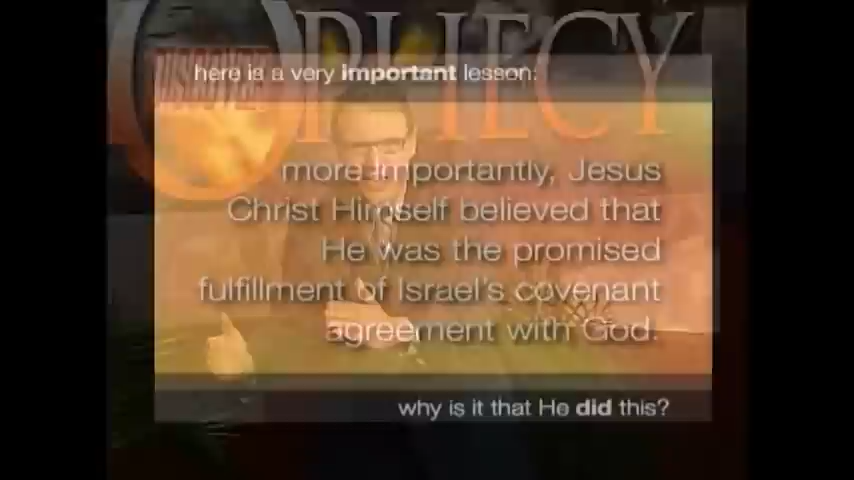 PROPHECY
DISCOVER
here is a very important lesson:
more importantly, Jesus
Christ Himself believed that
He was the promised
fulfillment of Israel's covenant
agreement with God.
why is it that He did this?